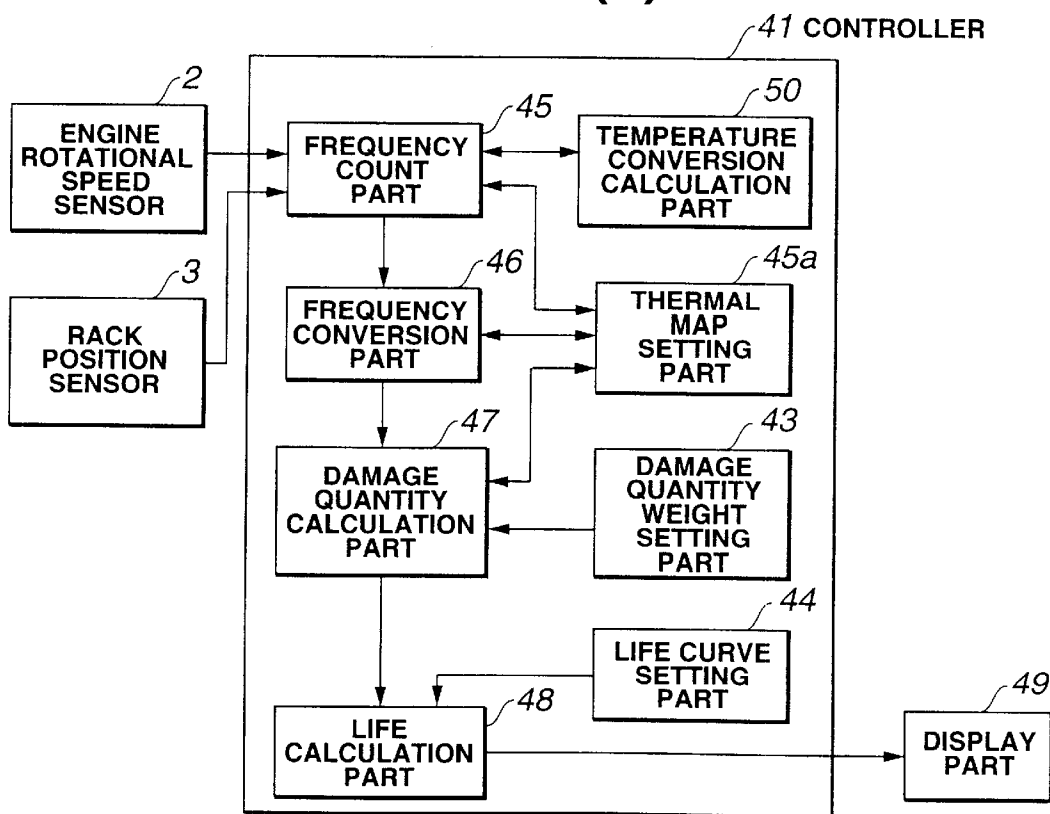 41 CONTROLLER
2
ENGINE
ROTATIONAL
SPEED
SENSOR
45
FREQUENCY
COUNT
PART
50
TEMPERATURE
CONVERSION
CALCULATION
PART
3
RACK
POSITION
SENSOR
46
FREQUENCY
CONVERSION
PART
45a
THERMAL
MAP
SETTING
PART
47
DAMAGE
QUANTITY
CALCULATION
PART
43
DAMAGE
QUANTITY
WEIGHT
SETTING
PART
44
LIFE CURVE
SETTING
PART
48
LIFE
CALCULATION
PART
49
DISPLAY
PART